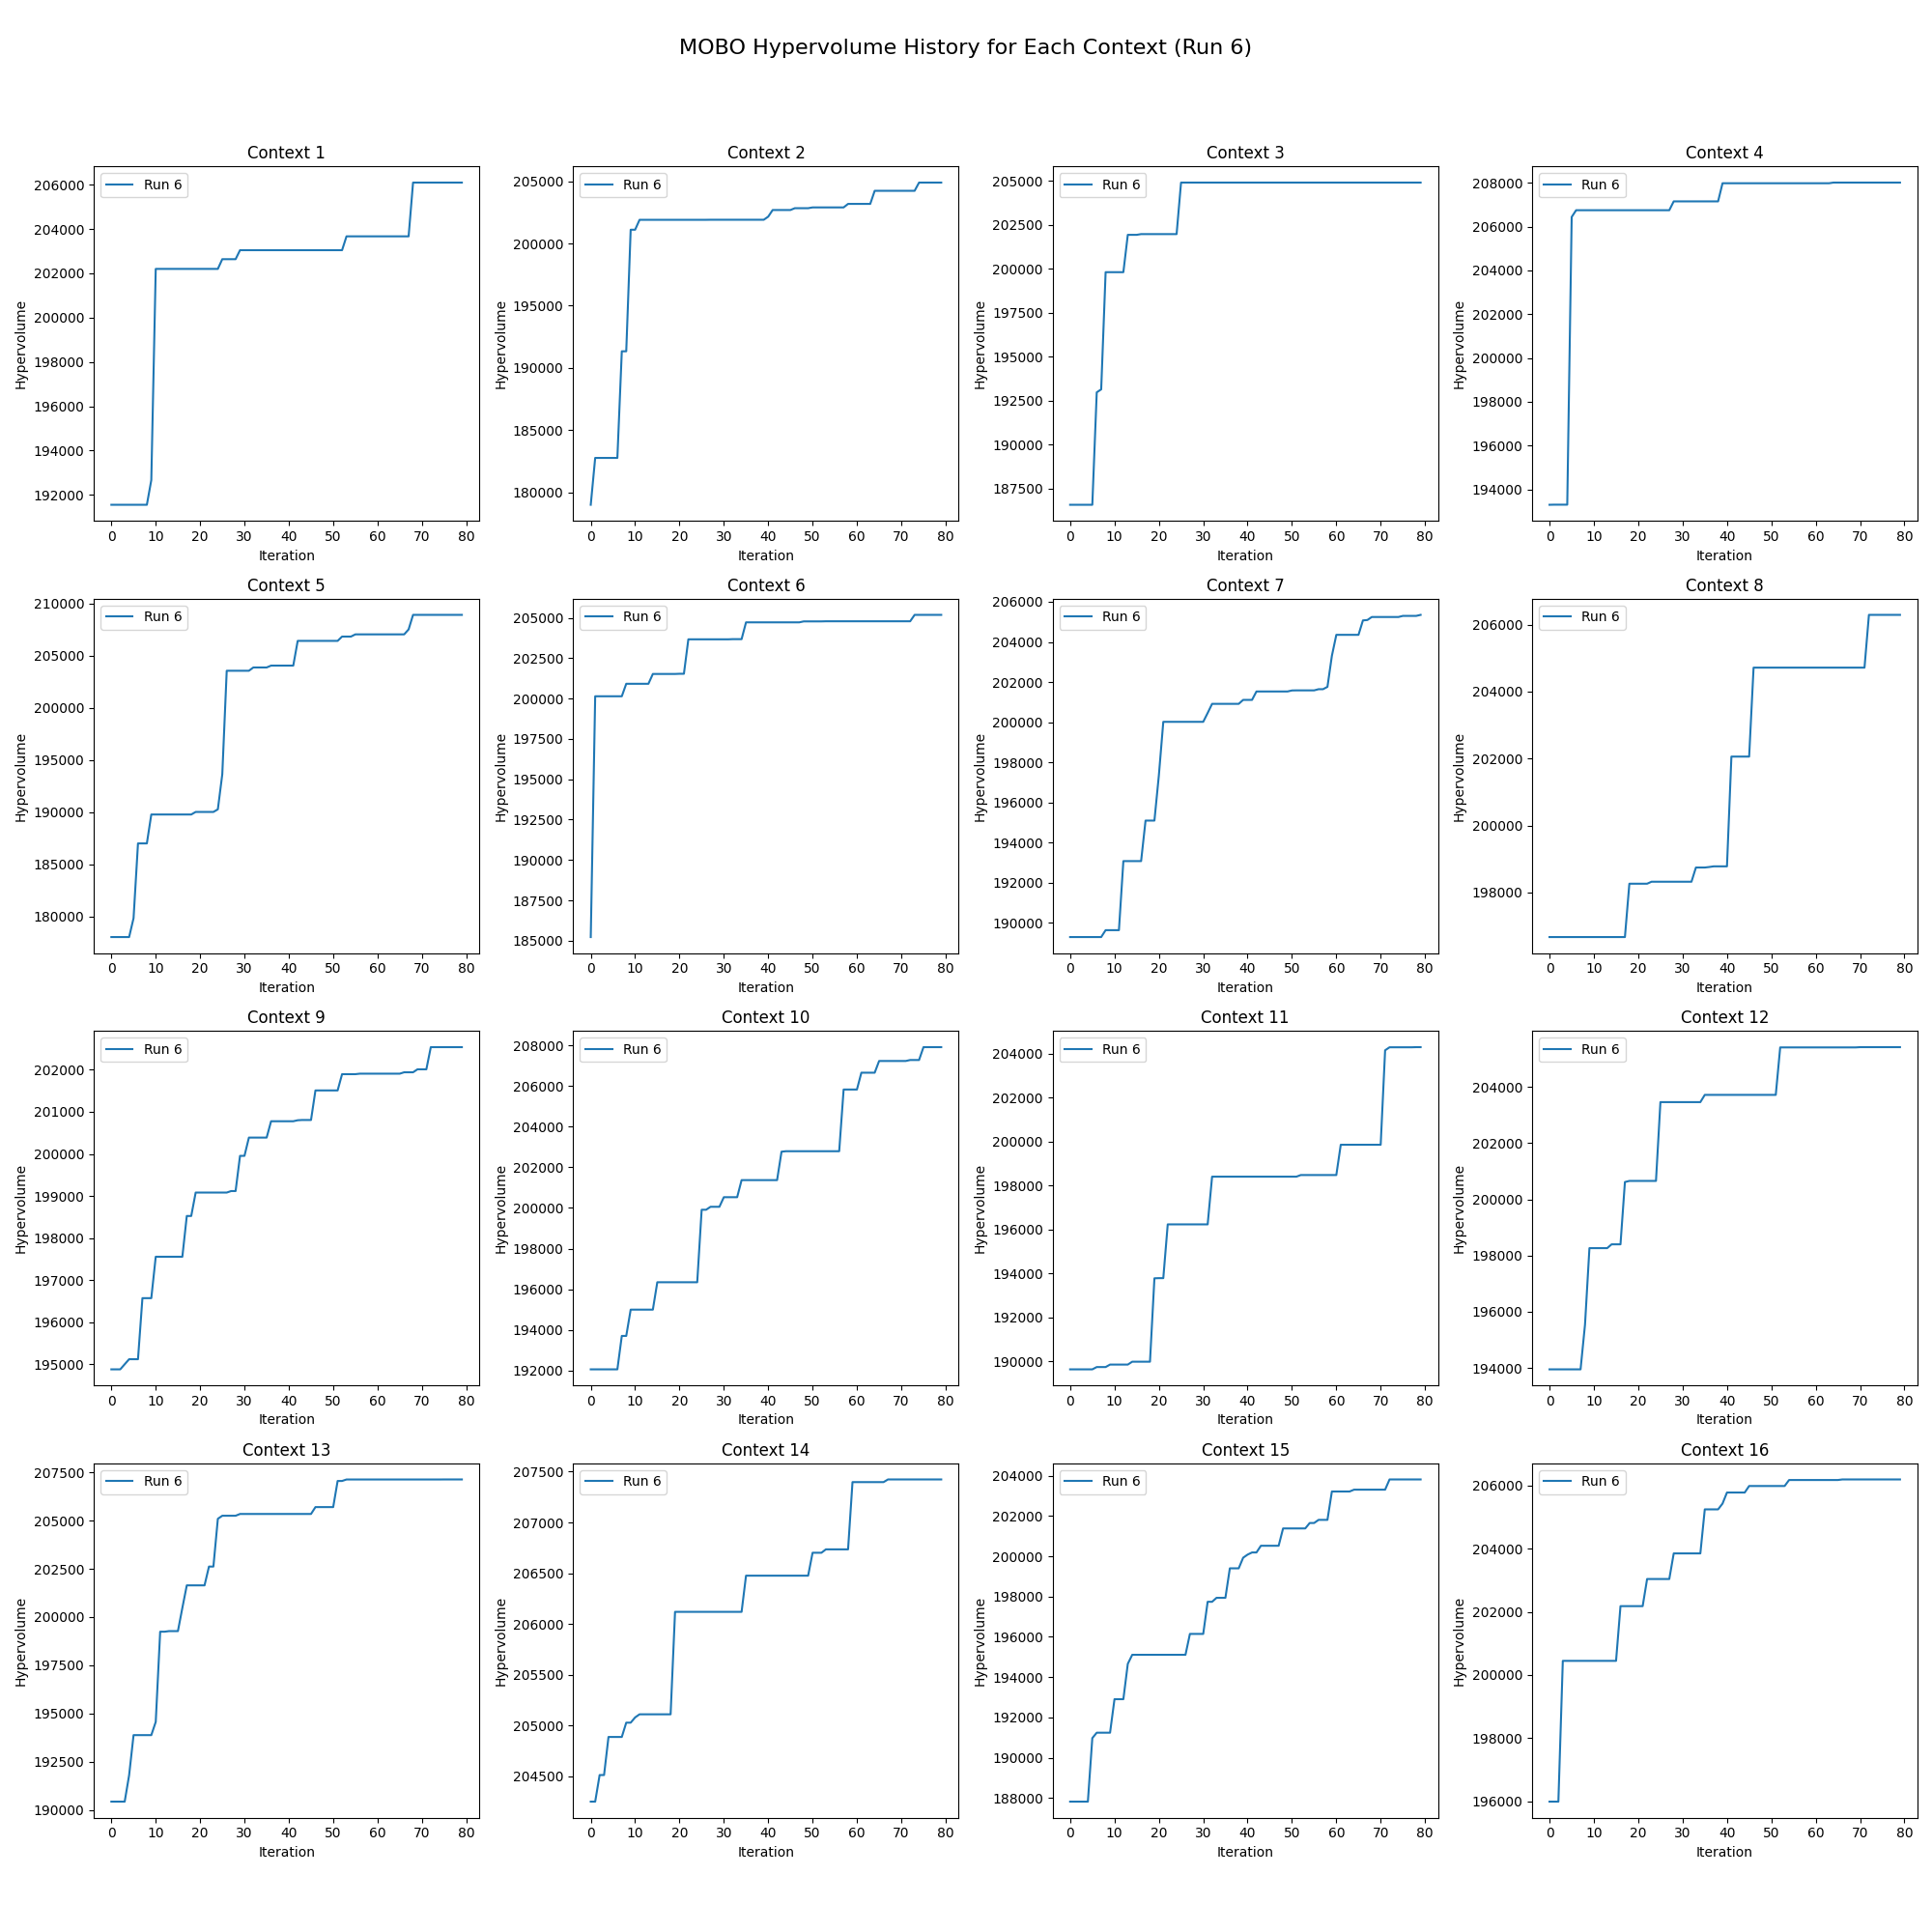 MOBO Hypervolume History for Each Context (Run 6)
Context 1
Run 6
206000
204000
202000
200000
198000
196000
194000
192000
Hypervolume
0 10 20 30 40 50 60 70 80
Iteration
Context 2
Run 6
205000
200000
195000
190000
185000
180000
Hypervolume
0 10 20 30 40 50 60 70 80
Iteration
Context 3
Run 6
205000
202500
200000
197500
195000
192500
190000
187500
Hypervolume
0 10 20 30 40 50 60 70 80
Iteration
Context 4
Run 6
208000
206000
204000
202000
200000
198000
196000
194000
Hypervolume
0 10 20 30 40 50 60 70 80
Iteration
Context 5
Run 6
210000
205000
200000
195000
190000
185000
180000
Hypervolume
0 10 20 30 40 50 60 70 80
Iteration
Context 6
Run 6
205000
202500
200000
197500
195000
192500
190000
187500
185000
Hypervolume
0 10 20 30 40 50 60 70 80
Iteration
Context 7
Run 6
206000
204000
202000
200000
198000
196000
194000
192000
190000
Hypervolume
0 10 20 30 40 50 60 70 80
Iteration
Context 8
Run 6
206000
204000
202000
200000
198000
Hypervolume
0 10 20 30 40 50 60 70 80
Iteration
Context 9
Run 6
202000
201000
200000
199000
198000
197000
196000
195000
Hypervolume
0 10 20 30 40 50 60 70 80
Iteration
Context 10
Run 6
208000
206000
204000
202000
200000
198000
196000
194000
192000
Hypervolume
0 10 20 30 40 50 60 70 80
Iteration
Context 11
Run 6
204000
202000
200000
198000
196000
194000
192000
190000
Hypervolume
0 10 20 30 40 50 60 70 80
Iteration
Context 12
Run 6
204000
202000
200000
198000
196000
194000
Hypervolume
0 10 20 30 40 50 60 70 80
Iteration
Context 13
Run 6
207500
205000
202500
200000
197500
195000
192500
190000
Hypervolume
0 10 20 30 40 50 60 70 80
Iteration
Context 14
Run 6
207500
207000
206500
206000
205500
205000
204500
Hypervolume
0 10 20 30 40 50 60 70 80
Iteration
Context 15
Run 6
204000
202000
200000
198000
196000
194000
192000
190000
188000
Hypervolume
0 10 20 30 40 50 60 70 80
Iteration
Context 16
Run 6
206000
204000
202000
200000
198000
196000
Hypervolume
0 10 20 30 40 50 60 70 80
Iteration